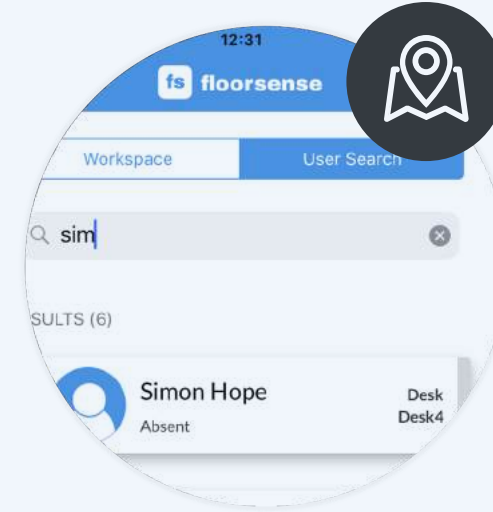 12:31
fs floorsense
Workspace User Search
sim
SULTS (6)
Simon Hope
Desk
Absent
Desk4